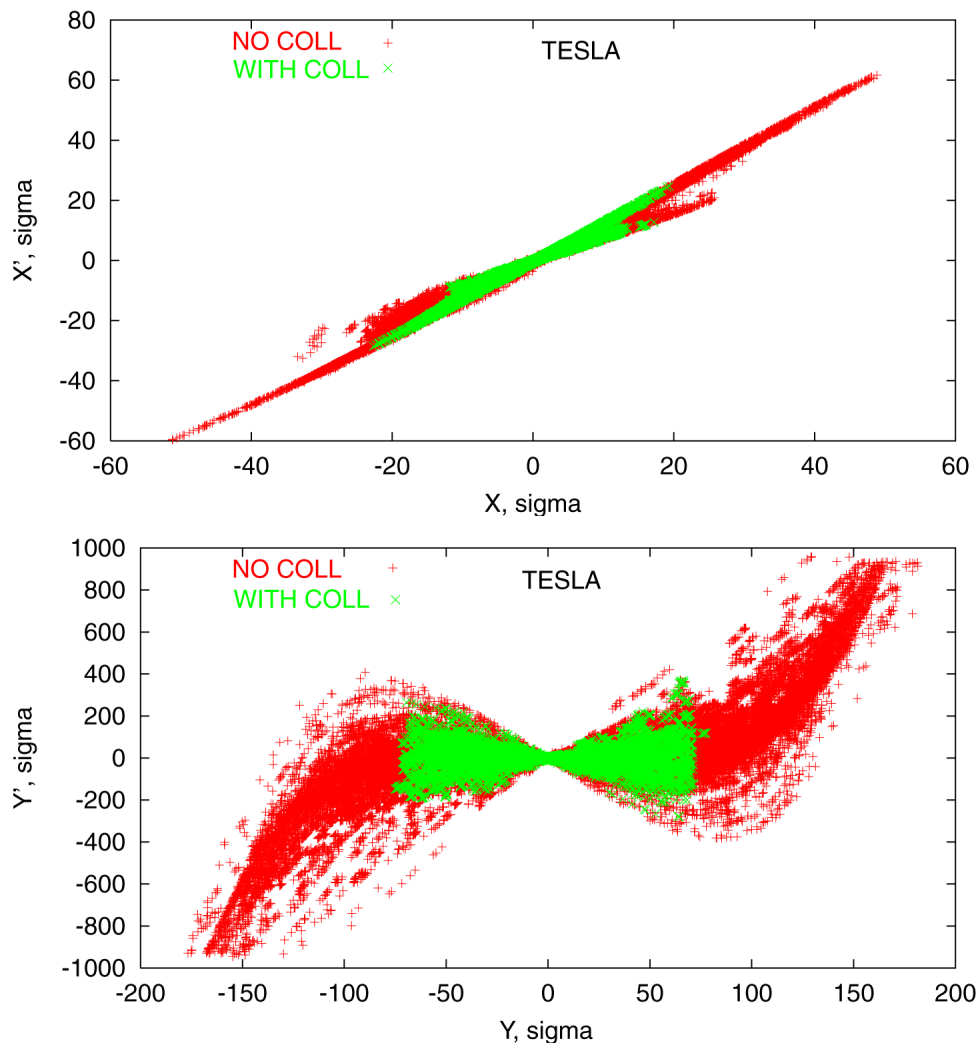 80
60
40
20
0
-20
-40
-60
X', sigma
NO COLL
WITH COLL
TESLA
-60 -40 -20 0 20 40 60
X, sigma
1000
800
600
400
200
0
-200
-400
-600
-800
-1000
Y', sigma
NO COLL
WITH COLL
TESLA
-200 -150 -100 -50 0 50 100 150 200
Y, sigma